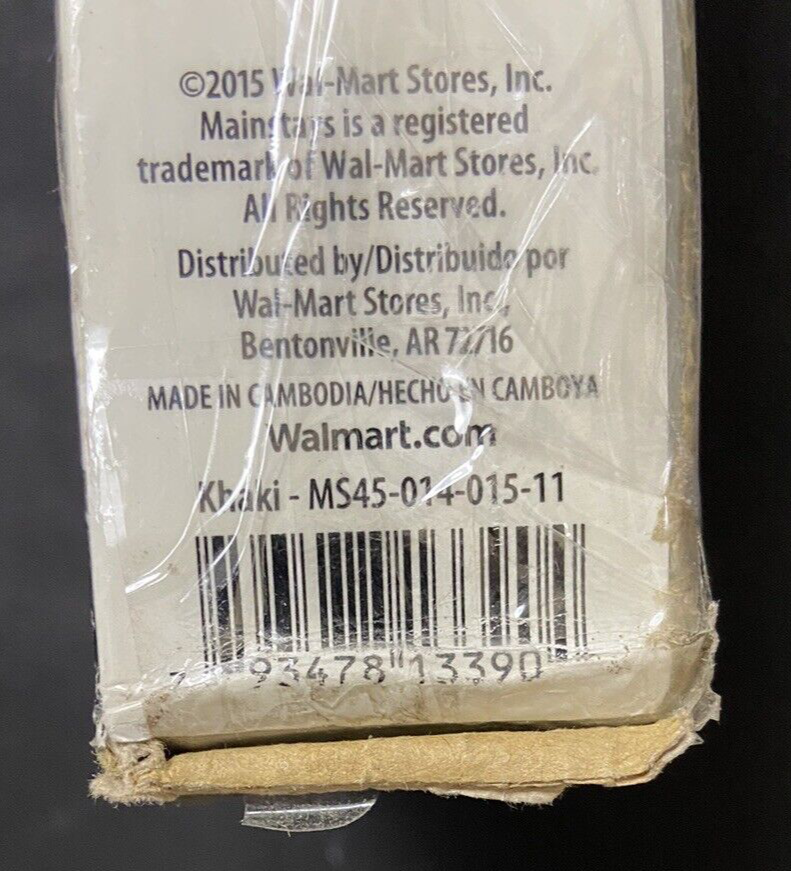 ©2015 Wal-Mart Stores, Inc.
Mainstays is a registered
trademark of Wal-Mart Stores, Inc.
All Rights Reserved.
Distributed by/Distribuido por
Wal-Mart Stores, Inc.,
Bentonville, AR 72716
MADE IN CAMBODIA/HECHO EN CAMBOYA
Walmart.com
Khaki - MS45-014-015-11
93478 13390